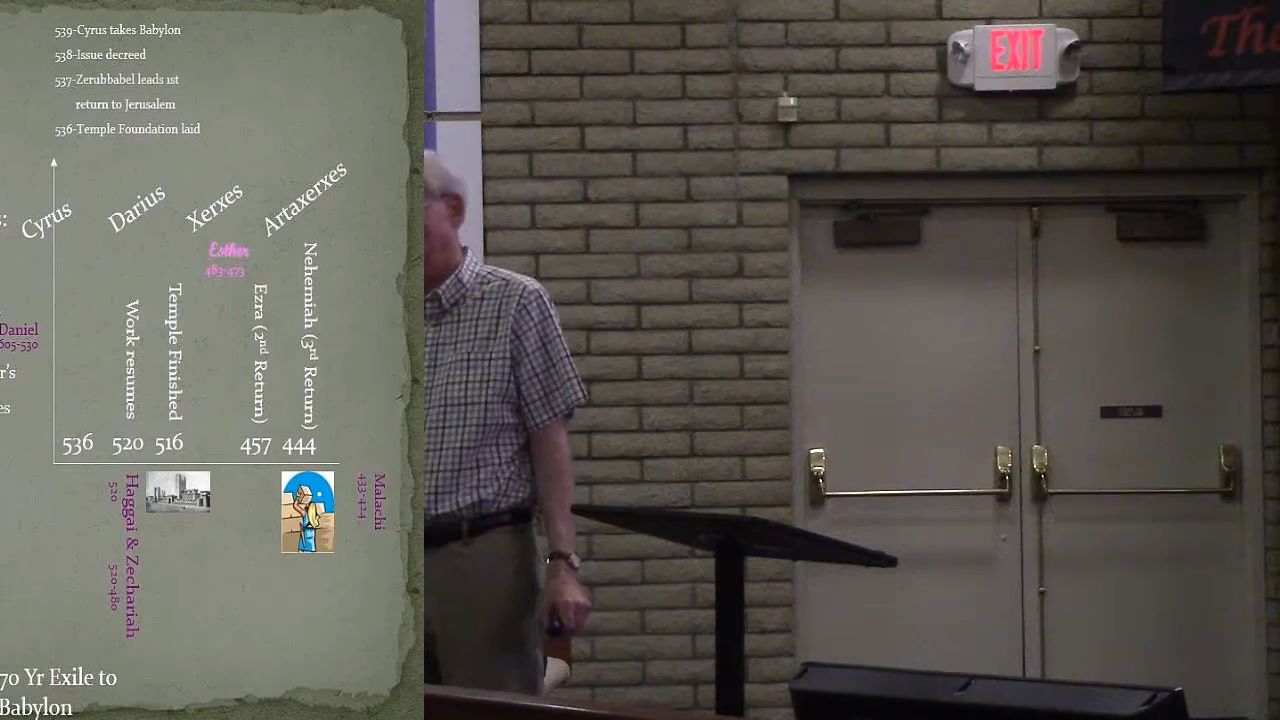 539-Cyrus takes Babylon
538-Issue decreed
537-Zerubbabel leads 1st
return to Jerusalem
536-Temple Foundation laid
s:
Cyrus
Darius
Xerxes
Artaxerxes
Esther
483-473
Daniel
605-530
r's
es
Work resumes
Temple Finished
Ezra (2nd Return)
Nehemiah (3rd Return)
536 520 516 457 444
Haggai & Zechariah
520
520-480
Malachi
433-424
70 Yr Exile to
Babylon
EXIT
The